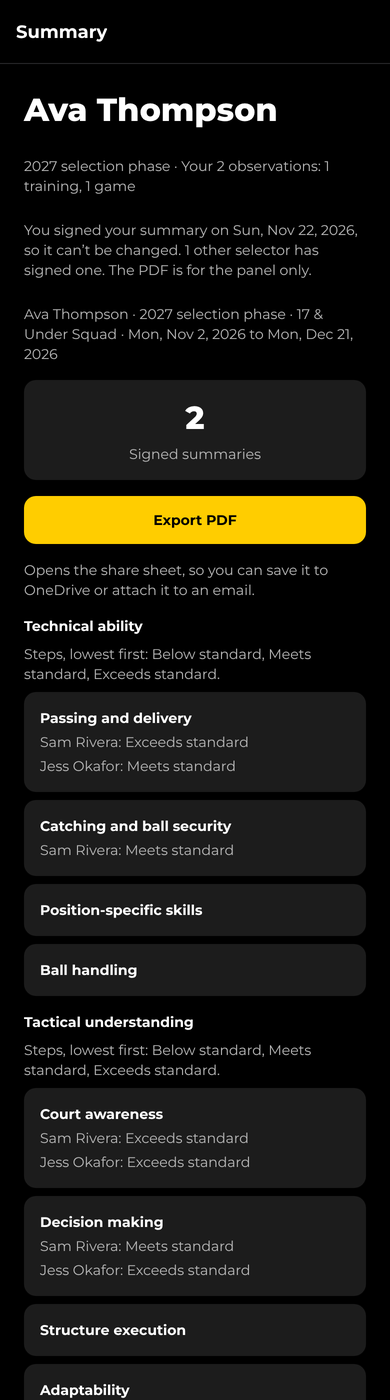 Summary
Ava Thompson
2027 selection phase · Your 2 observations: 1
training, 1 game
You signed your summary on Sun, Nov 22, 2026,
so it can’t be changed. 1 other selector has
signed one. The PDF is for the panel only.
Ava Thompson · 2027 selection phase · 17 &
Under Squad · Mon, Nov 2, 2026 to Mon, Dec 21,
2026
2
Signed summaries
Export PDF
Opens the share sheet, so you can save it to
OneDrive or attach it to an email.
Technical ability
Steps, lowest first: Below standard, Meets
standard, Exceeds standard.
Passing and delivery
Sam Rivera: Exceeds standard
Jess Okafor: Meets standard
Catching and ball security
Sam Rivera: Meets standard
Position-specific skills
Ball handling
Tactical understanding
Steps, lowest first: Below standard, Meets
standard, Exceeds standard.
Court awareness
Sam Rivera: Exceeds standard
Jess Okafor: Exceeds standard
Decision making
Sam Rivera: Meets standard
Jess Okafor: Exceeds standard
Structure execution
Adaptability